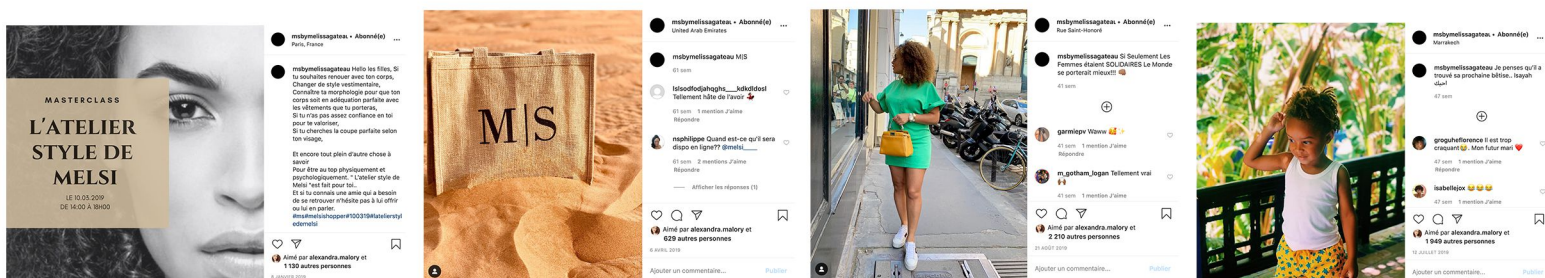 MASTERCLASS
L'ATELIER
STYLE DE
MELSI
LE 10.03.2019
DE 14:00 À 18H00
msbymelissagateau • Abonné(e)
Paris, France
msbymelissagateau Hello les filles, Si
tu souhaites renouer avec ton corps,
Changer de style vestimentaire,
Connaître ta morphologie pour que ton
corps soit en adéquation parfaite avec
les vêtements que tu porteras,
Si tu n'as pas assez confiance en toi
pour te valoriser,
Si tu cherches la coupe parfaite selon
ton visage,
Et encore tout plein d'autre chose à
savoir
Pour être au top physiquement et
psychologiquement. " L'atelier style de
Melsi "est fait pour toi..
Et si tu connais une amie qui a besoin
de se retrouver n'hésite pas à lui offrir
ou lui en parler.
#ms#melsishopper#100319#latelierstyl
edemelsi
Aimé par alexandra.malory et
1 130 autres personnes
8 JANVIER 2019
M|S
msbymelissagateau • Abonné(e)
United Arab Emirates
msbymelissagateau M|S
61 sem
Tellement hâte de l'avoir 💃
61 sem 1 mention J'aime
Répondre
nsphilippe Quand est-ce qu'il sera
dispo en ligne?? @melsi____
61 sem 2 mentions J'aime
Répondre
Afficher les réponses (1)
Aimé par alexandra.malory et
629 autres personnes
6 AVRIL 2019
Ajouter un commentaire... Publier
msbymelissagateau • Abonné(e)
Rue Saint-Honoré
msbymelissagateau Si Seulement Les
Femmes étaient SOLIDAIRES Le Monde
se porterait mieux!!! 👊🏽
41 sem
garmiepv Waww 🤩✨
41 sem 1 mention J'aime
Répondre
m_gotham_logan Tellement vrai
🙌🏾
41 sem 1 mention J'aime
Aimé par alexandra.malory et
2 210 autres personnes
21 AOÛT 2019
Ajouter un commentaire... Publier
msbymelissagateau • Abonné(e)
Marrakech
msbymelissagateau Je penses qu'il a
trouvé sa prochaine bêtise.. Isayah
احبك
47 sem
groguheflorence Il est trop
craquant😂. Mon futur mari ❤️
47 sem 1 mention J'aime
Répondre
isabellejox 😂😂😂
47 sem 1 mention J'aime
Aimé par alexandra.malory et
1 949 autres personnes
12 JUILLET 2019
Ajouter un commentaire... Publier